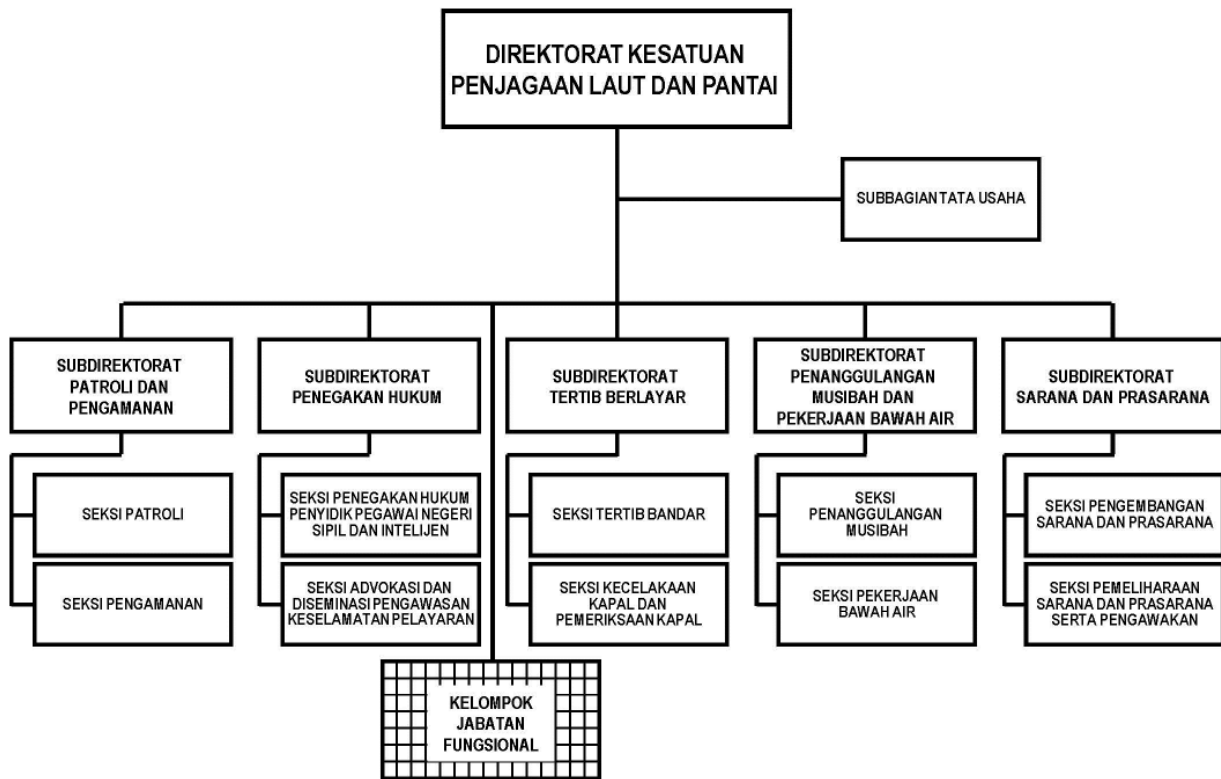 DIREKTORAT KESATUAN
PENJAGAAN LAUT DAN PANTAI
SUBBAGIAN TATA USAHA
SUBDIREKTORAT
PATROLI DAN
PENGAMANAN
SUBDIREKTORAT
PENEGAKAN HUKUM
SUBDIREKTORAT
TERTIB BERLAYAR
SUBDIREKTORAT
PENANGGULANGAN
MUSIBAH DAN
PEKERJAAN BAWAH AIR
SUBDIREKTORAT
SARANA DAN PRASARANA
SEKSI PATROLI
SEKSI PENEGAKAN HUKUM
PENYIDIK PEGAWAI NEGERI
SIPIL DAN INTELIJEN
SEKSI TERTIB BANDAR
SEKSI
PENANGGULANGAN
MUSIBAH
SEKSI PENGEMBANGAN
SARANA DAN PRASARANA
SEKSI PENGAMANAN
SEKSI ADVOKASI DAN
DISEMINASI PENGAWASAN
KESELAMATAN PELAYARAN
SEKSI KECELAKAAN
KAPAL DAN
PEMERIKSAAN KAPAL
SEKSI PEKERJAAN
BAWAH AIR
SEKSI PEMELIHARAAN
SARANA DAN PRASARANA
SERTA PENGAWAKAN
KELOMPOK
JABATAN
FUNGSIONAL